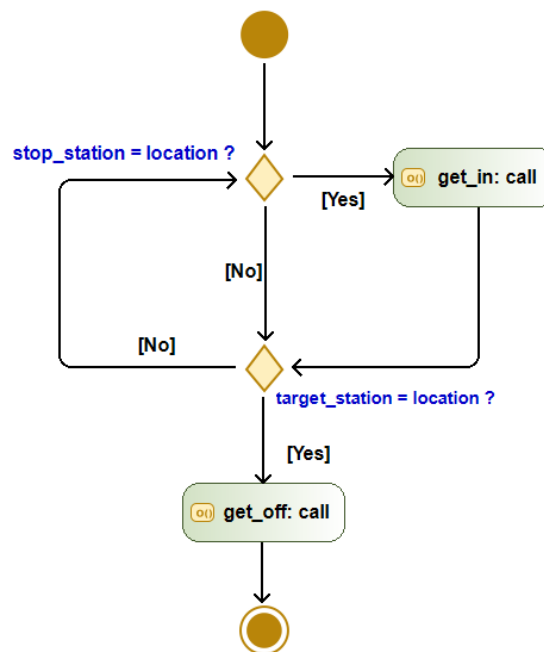 stop_station = location ?
[Yes]
o() get_in: call
[No]
[No]
target_station = location ?
[Yes]
o() get_off: call